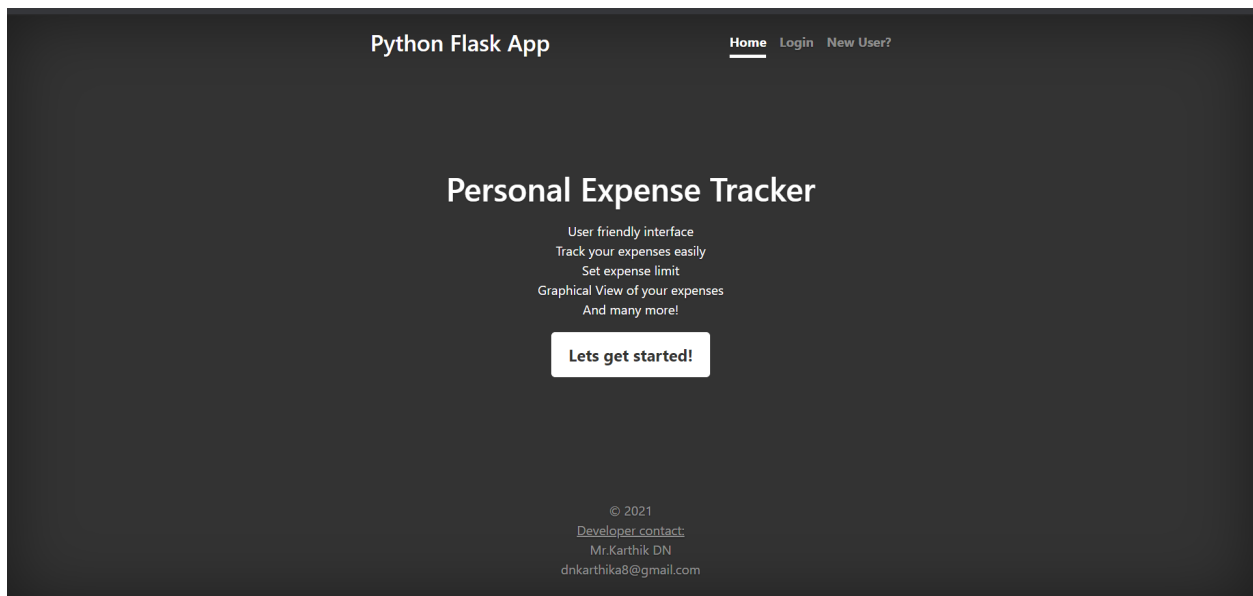 Python Flask App
Home Login New User?
Personal Expense Tracker
User friendly interface
Track your expenses easily
Set expense limit
Graphical View of your expenses
And many more!
Lets get started!
© 2021
Developer contact:
Mr.Karthik DN
dnkarthika8@gmail.com